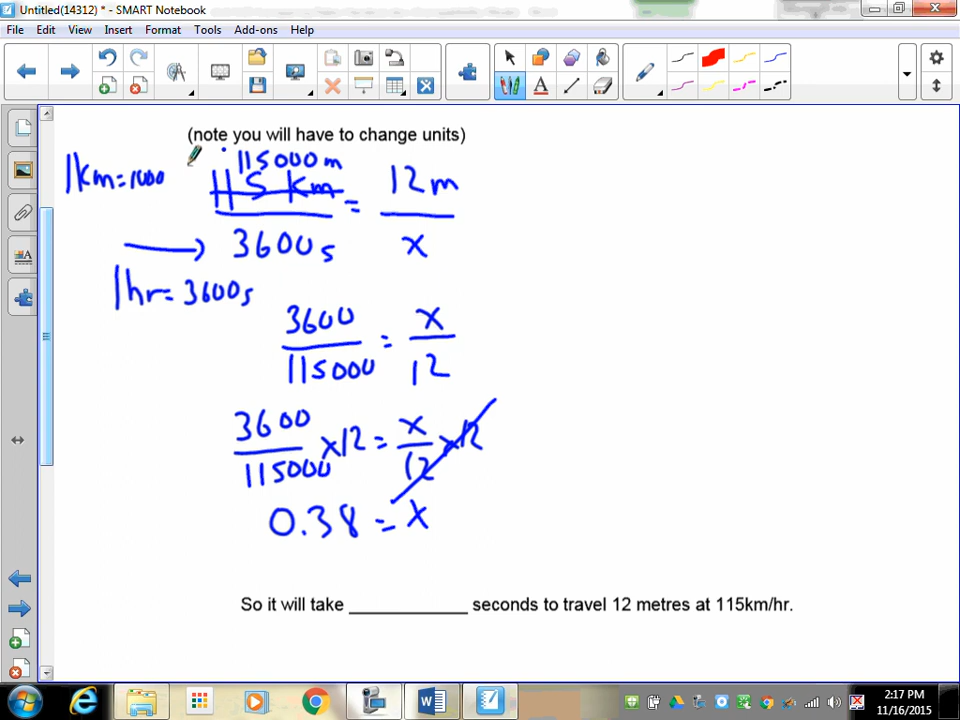 Untitled(14312) * - SMART Notebook
File Edit View Insert Format Tools Add-ons Help
(note you will have to change units)
1km=1000
115000m
115 Km = 12m
3600s x
1hr=3600s
3600 = x
115000 12
3600 x12 = x x12
115000 12
0.38 = x
So it will take ____________ seconds to travel 12 metres at 115km/hr.
2:17 PM
11/16/2015